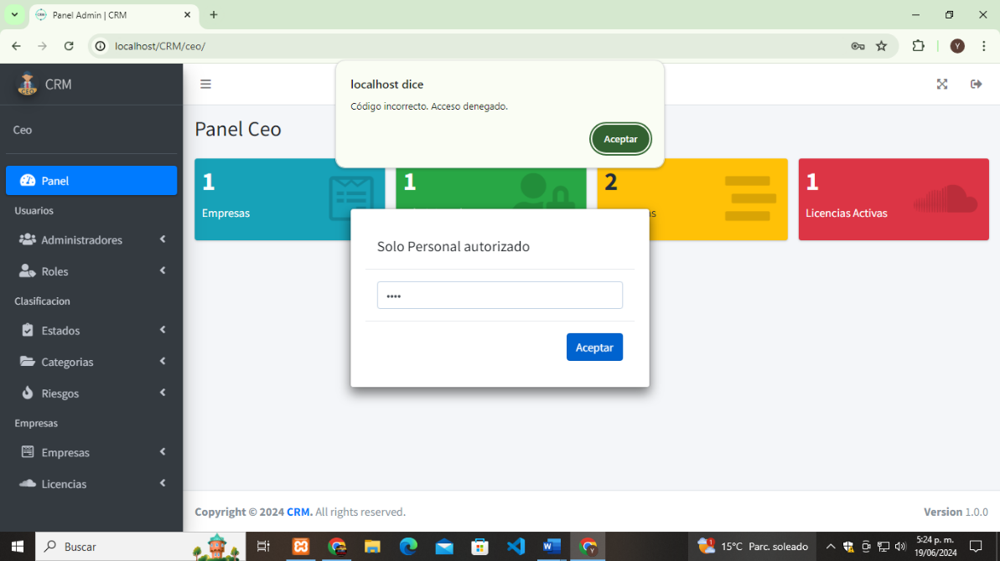 Panel Admin | CRM
localhost/CRM/ceo/
Y
CEO
CRM
Ceo
Panel
Usuarios
Administradores
Roles
Clasificacion
Estados
Categorias
Riesgos
Empresas
Empresas
Licencias
localhost dice
Código incorrecto. Acceso denegado.
Aceptar
Panel Ceo
1
Empresas
1
2
1
Licencias Activas
Solo Personal autorizado
••••
Aceptar
Copyright © 2024 CRM. All rights reserved.
Version 1.0.0
Buscar
15°C Parc. soleado
5:24 p. m.
19/06/2024